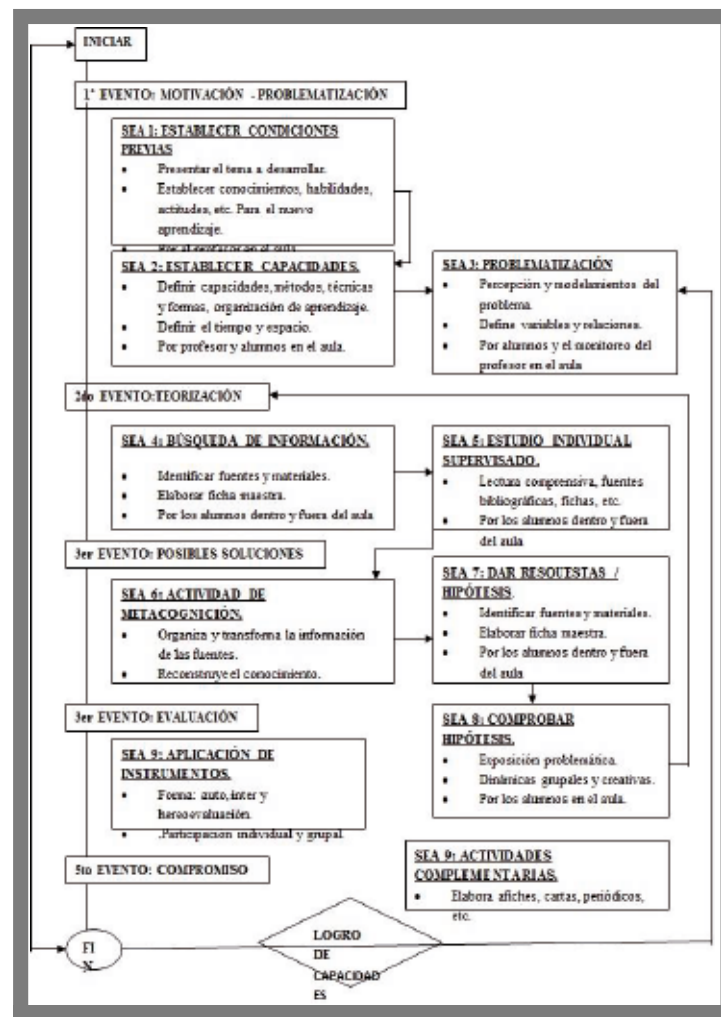 INICIAR
1º EVENTO: MOTIVACIÓN - PROBLEMATIZACIÓN
SEA 1: ESTABLECER CONDICIONES
PREVIAS
• Presentar el tema a desarrollar.
• Establecer conocimientos, habilidades,
actitudes, etc. Para el nuevo
aprendizaje.
• en el aula
SEA 2: ESTABLECER CAPACIDADES.
• Definir capacidades, métodos, técnicas
y formas, organización de aprendizaje.
• Definir el tiempo y espacio.
• Por profesor y alumnos en el aula.
SEA 3: PROBLEMATIZACIÓN
• Percepción y modelamientos del
problema.
• Define variables y relaciones.
• Por alumnos y el monitoreo del
profesor en el aula
2do EVENTO:TEORIZACIÓN
SEA 4: BÚSQUEDA DE INFORMACIÓN.
• Identificar fuentes y materiales.
• Elaborar ficha maestra.
• Por los alumnos dentro y fuera del aula
SEA 5: ESTUDIO INDIVIDUAL
SUPERVISADO.
• Lectura comprensiva, fuentes
bibliográficas, fichas, etc.
• Por los alumnos dentro y fuera
del aula
3er EVENTO: POSIBLES SOLUCIONES
SEA 6: ACTIVIDAD DE
METACOGNICIÓN.
• Organiza y transforma la información
de las fuentes.
• Reconstruye el conocimiento.
SEA 7: DAR RESQUESTAS /
HIPÓTESIS.
• Identificar fuentes y materiales.
• Elaborar ficha maestra.
• Por los alumnos dentro y fuera
del aula
3er EVENTO: EVALUACIÓN
SEA 8: COMPROBAR
HIPÓTESIS.
• Exposición problemática.
• Dinámicas grupales y creativas.
• Por los alumnos en el aula.
SEA 9: APLICACIÓN DE
INSTRUMENTOS.
• Forma: auto, inter y
hereoevaluación.
• .Participación individual y grupal.
5to EVENTO: COMPROMISO
SEA 9: ACTIVIDADES
COMPLEMENTARIAS.
• Elabora afiches, cartas, periódicos,
etc.
FI
N
LOGRO
DE
CAPACIDAD
ES